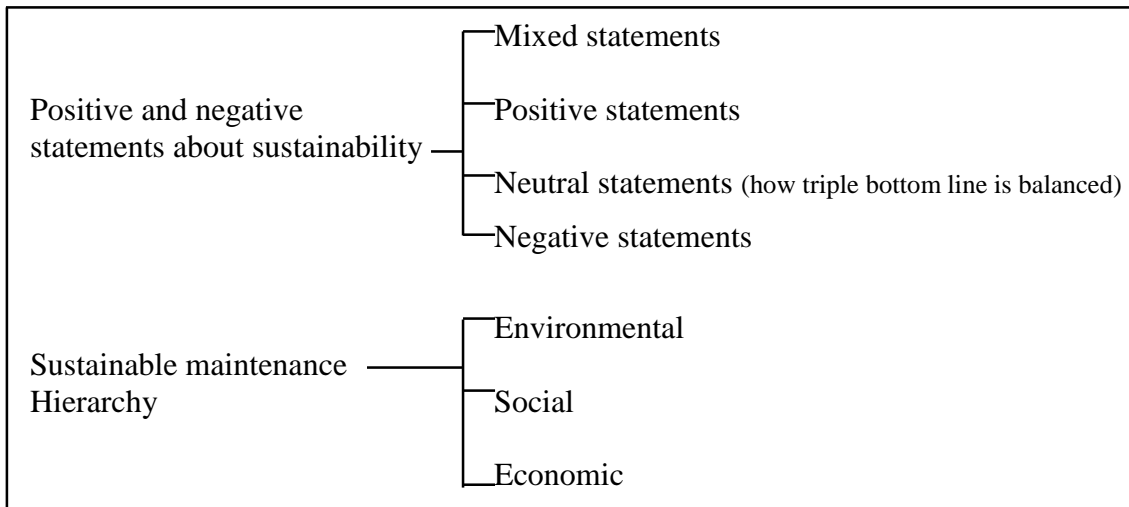 Positive and negative
statements about sustainability
Mixed statements
Positive statements
Neutral statements (how triple bottom line is balanced)
Negative statements
Sustainable maintenance
Hierarchy
Environmental
Social
Economic